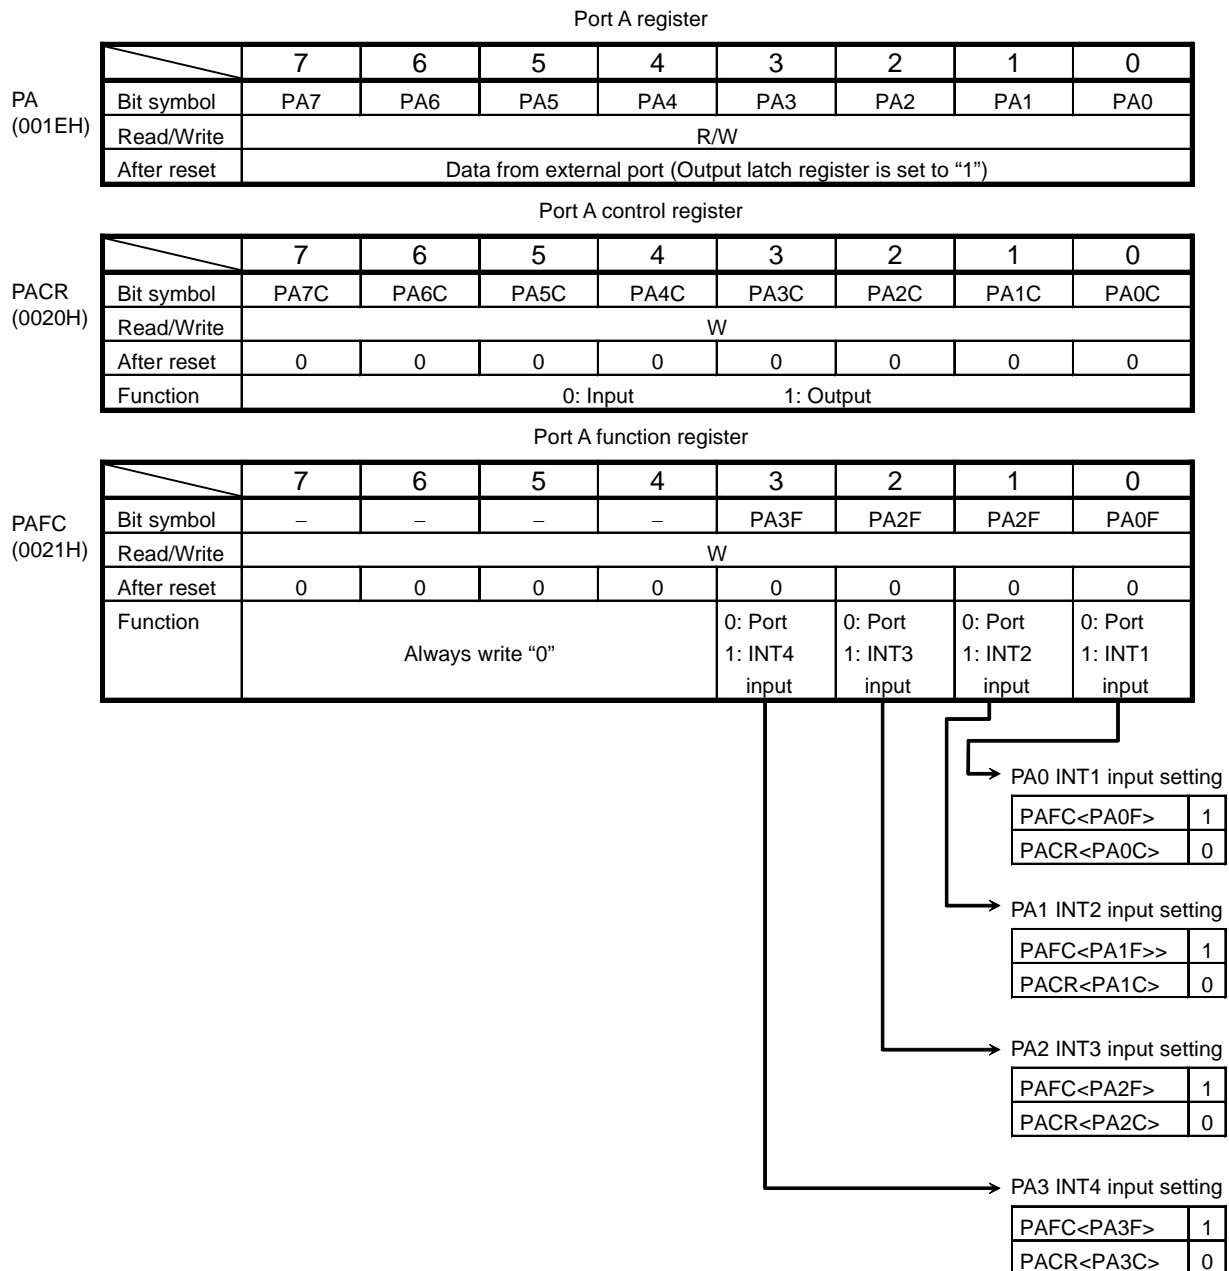 Port A register
7 6 5 4 3 2 1 0
PA
(001EH)
Bit symbol PA7 PA6 PA5 PA4 PA3 PA2 PA1 PA0
Read/Write R/W
After reset Data from external port (Output latch register is set to “1”)
Port A control register
7 6 5 4 3 2 1 0
PACR
(0020H)
Bit symbol PA7C PA6C PA5C PA4C PA3C PA2C PA1C PA0C
Read/Write W
After reset 0 0 0 0 0 0 0 0
Function 0: Input 1: Output
Port A function register
7 6 5 4 3 2 1 0
PAFC
(0021H)
Bit symbol − − − − PA3F PA2F PA2F PA0F
Read/Write W
After reset 0 0 0 0 0 0 0 0
Function 0: Port 0: Port 0: Port 0: Port
Always write “0” 1: INT4 1: INT3 1: INT2 1: INT1
input input input input
PA0 INT1 input setting
PAFC<PA0F> 1
PACR<PA0C> 0
PA1 INT2 input setting
PAFC<PA1F>> 1
PACR<PA1C> 0
PA2 INT3 input setting
PAFC<PA2F> 1
PACR<PA2C> 0
PA3 INT4 input setting
PAFC<PA3F> 1
PACR<PA3C> 0